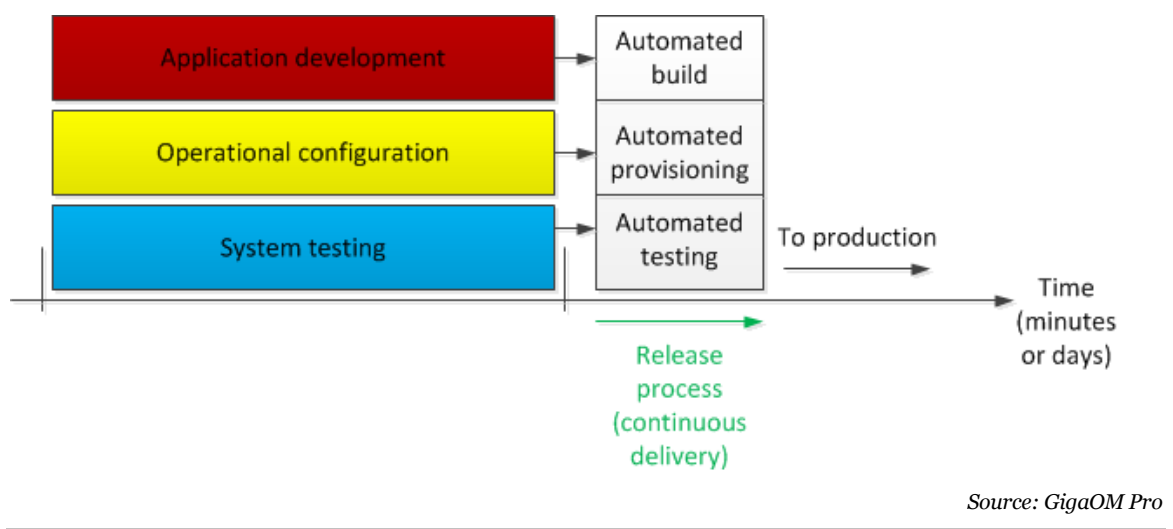 Application development
Automated
build
Operational configuration
Automated
provisioning
System testing
Automated
testing
To production
Time
(minutes
or days)
Release
process
(continuous
delivery)
Source: GigaOM Pro